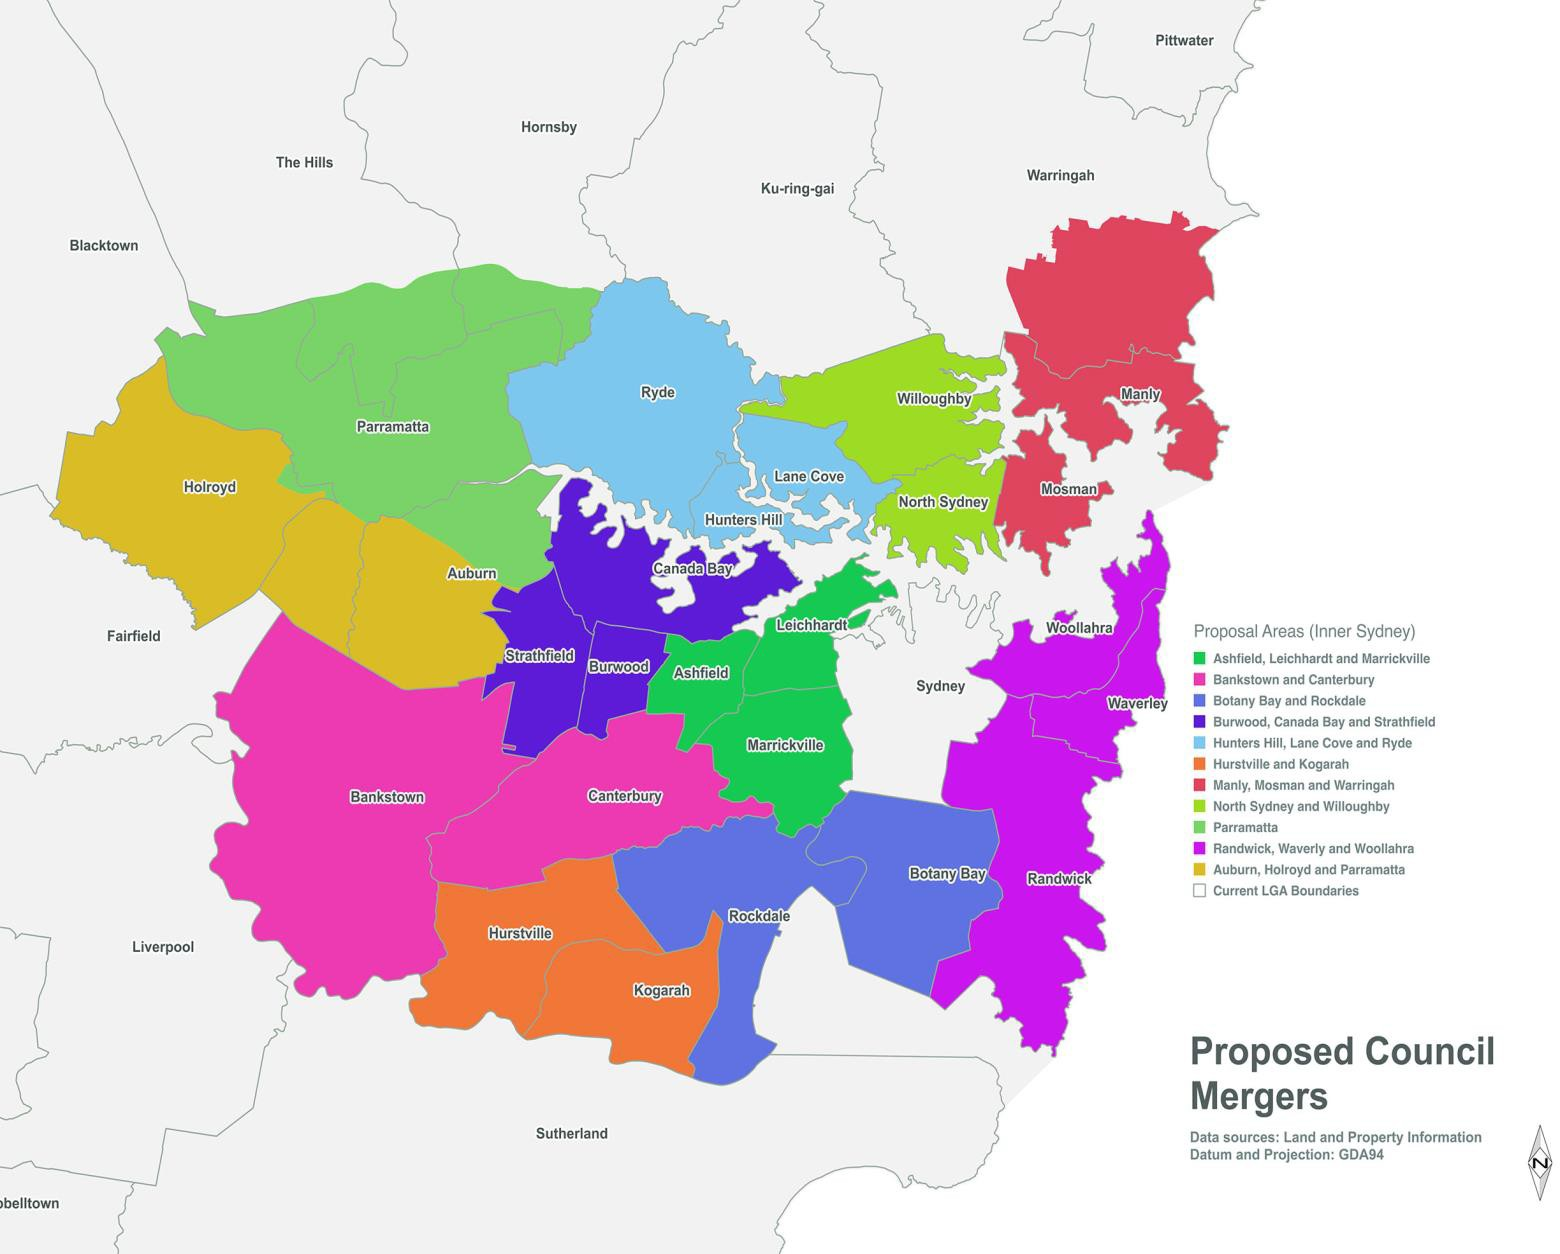 Pittwater
Hornsby
The Hills
Warringah
Ku-ring-gai
Blacktown
Ryde
Manly
Willoughby
Parramatta
Lane Cove
Holroyd
Mosman
North Sydney
Hunters Hill
Canada Bay
Auburn
Leichhardt
Woollahra
Fairfield
Strathfield
Burwood
Ashfield
Sydney
Waverley
Marrickville
Bankstown
Canterbury
Botany Bay
Randwick
Rockdale
Hurstville
Liverpool
Kogarah
Sutherland
bbelltown
Proposal Areas (Inner Sydney)
Ashfield, Leichhardt and Marrickville
Bankstown and Canterbury
Botany Bay and Rockdale
Burwood, Canada Bay and Strathfield
Hunters Hill, Lane Cove and Ryde
Hurstville and Kogarah
Manly, Mosman and Warringah
North Sydney and Willoughby
Parramatta
Randwick, Waverly and Woollahra
Auburn, Holroyd and Parramatta
Current LGA Boundaries
Proposed Council
Mergers
Data sources: Land and Property Information
Datum and Projection: GDA94
N